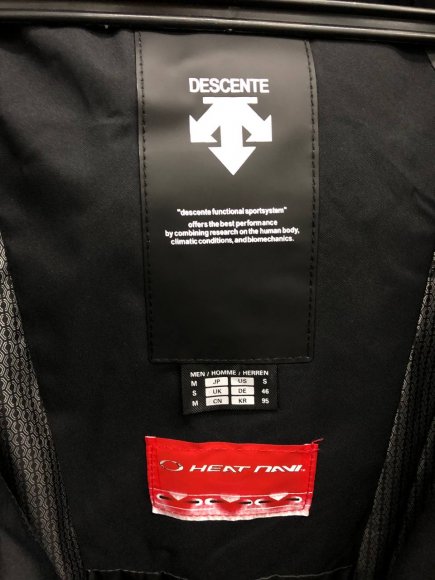 DESCENTE
"descente functional sportsystem"
offers the best performance
by combining research on the human body,
climatic conditions, and biomechanics.
MEN / HOMME / HERREN
M JP US S
S UK DE 46
M CN KR 95
HEAT NAVI